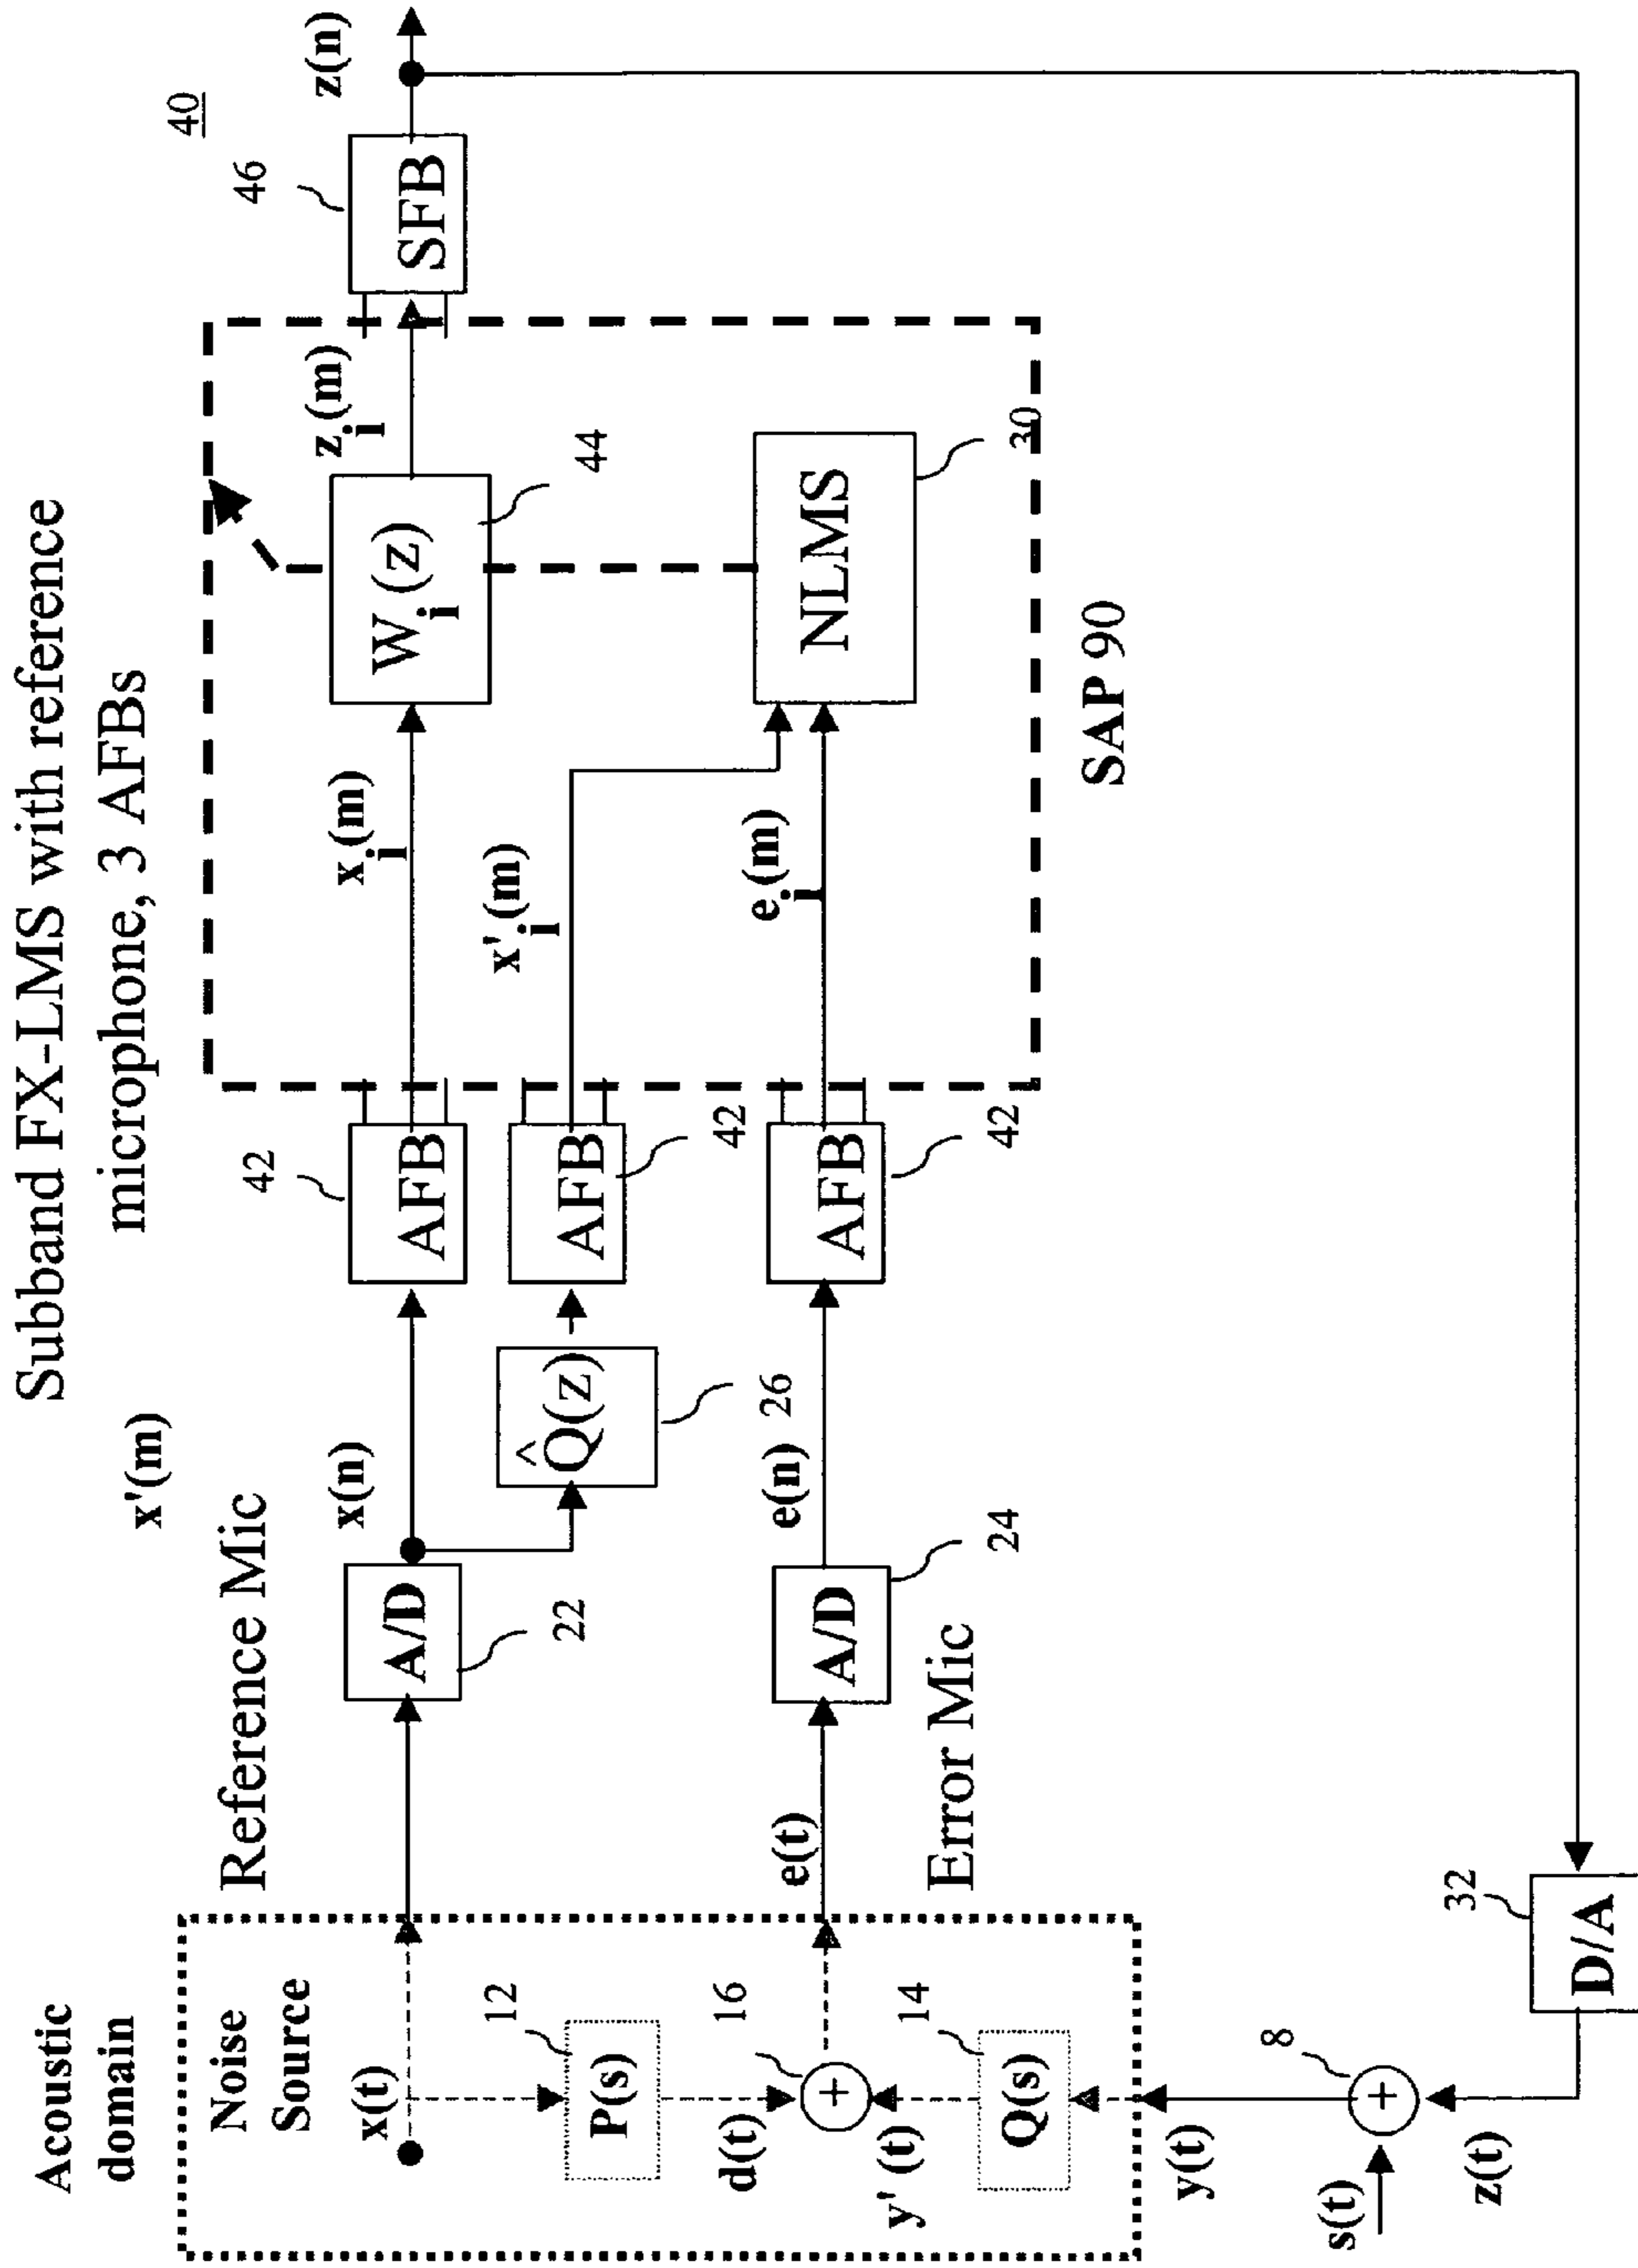 Subband FX-LMS with reference
microphone, 3 AFBs
40
Acoustic
domain
Noise
Source
x(t)
12
P(s)
d(t)
16
+
y'(t)
14
Q(s)
y(t)
8
+
s(t)
z(t)
32
D/A
Reference Mic
x'(m)
A/D
22
x(n)
Q̂(z)
26
e(t)
Error Mic
A/D
24
e(n)
42
AFB
AFB
42
AFB
42
x_i(m)
x'_i(m)
e_i(m)
W_i(z)
44
NLMS
30
z_i(m)
SAP 90
46
SFB
z(n)